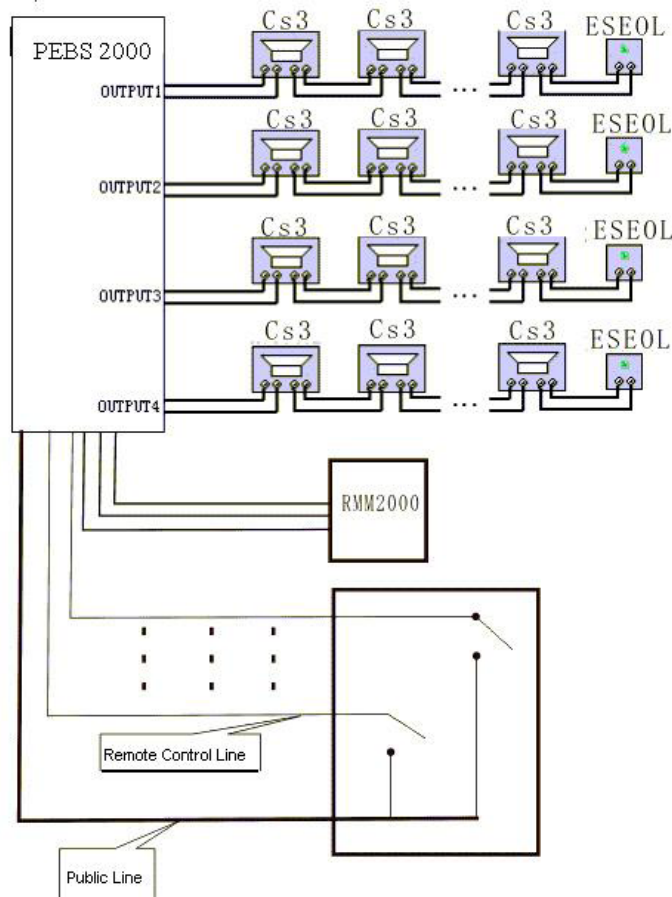 Cs3 Cs3 Cs3 ESEOL
PEBS 2000
OUTPUT1
...
Cs3 Cs3 Cs3 ESEOL
OUTPUT2
...
Cs3 Cs3 Cs3 ESEOL
OUTPUT3
...
Cs3 Cs3 Cs3 ESEOL
OUTPUT4
...
RMM2000
Remote Control Line
Public Line